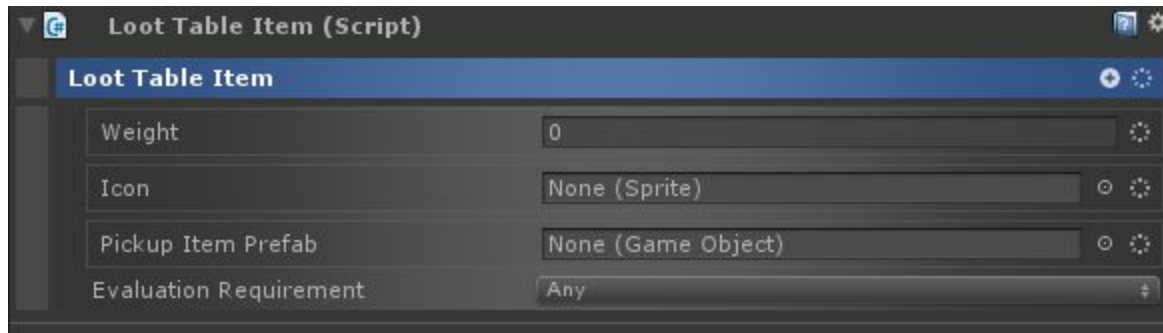 Loot Table Item (Script)
Loot Table Item
Weight 0
Icon None (Sprite)
Pickup Item Prefab None (Game Object)
Evaluation Requirement Any